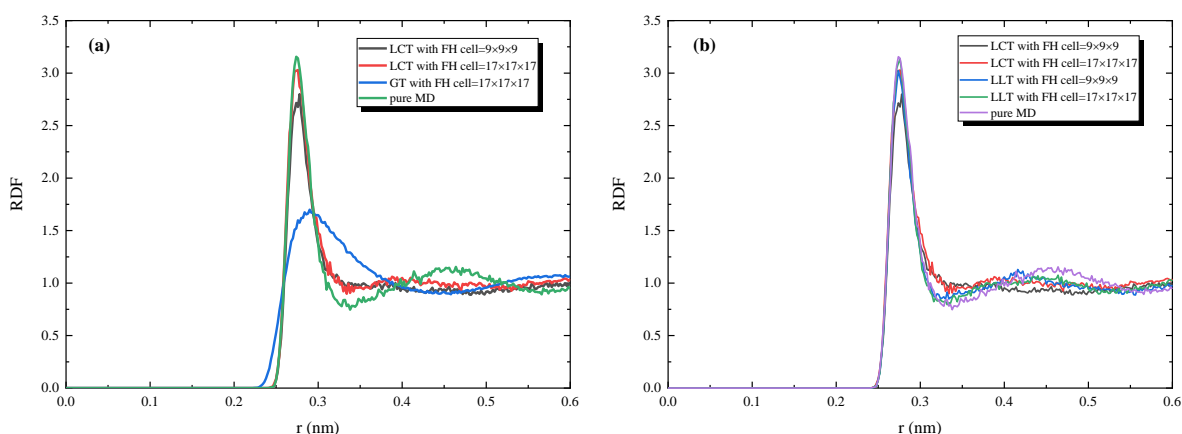 (a)
LCT with FH cell=9×9×9
LCT with FH cell=17×17×17
GT with FH cell=17×17×17
pure MD
3.5
3.0
2.5
2.0
1.5
1.0
0.5
0.0
RDF
0.0 0.1 0.2 0.3 0.4 0.5 0.6
r (nm)
(b)
LCT with FH cell=9×9×9
LCT with FH cell=17×17×17
LLT with FH cell=9×9×9
LLT with FH cell=17×17×17
pure MD
3.5
3.0
2.5
2.0
1.5
1.0
0.5
0.0
RDF
0.0 0.1 0.2 0.3 0.4 0.5 0.6
r (nm)